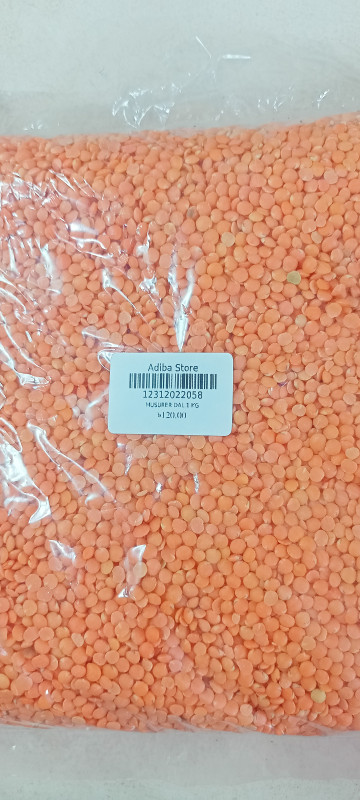 Adiba Store
12312022058
MUSURER DAL 1 KG
৳120.00